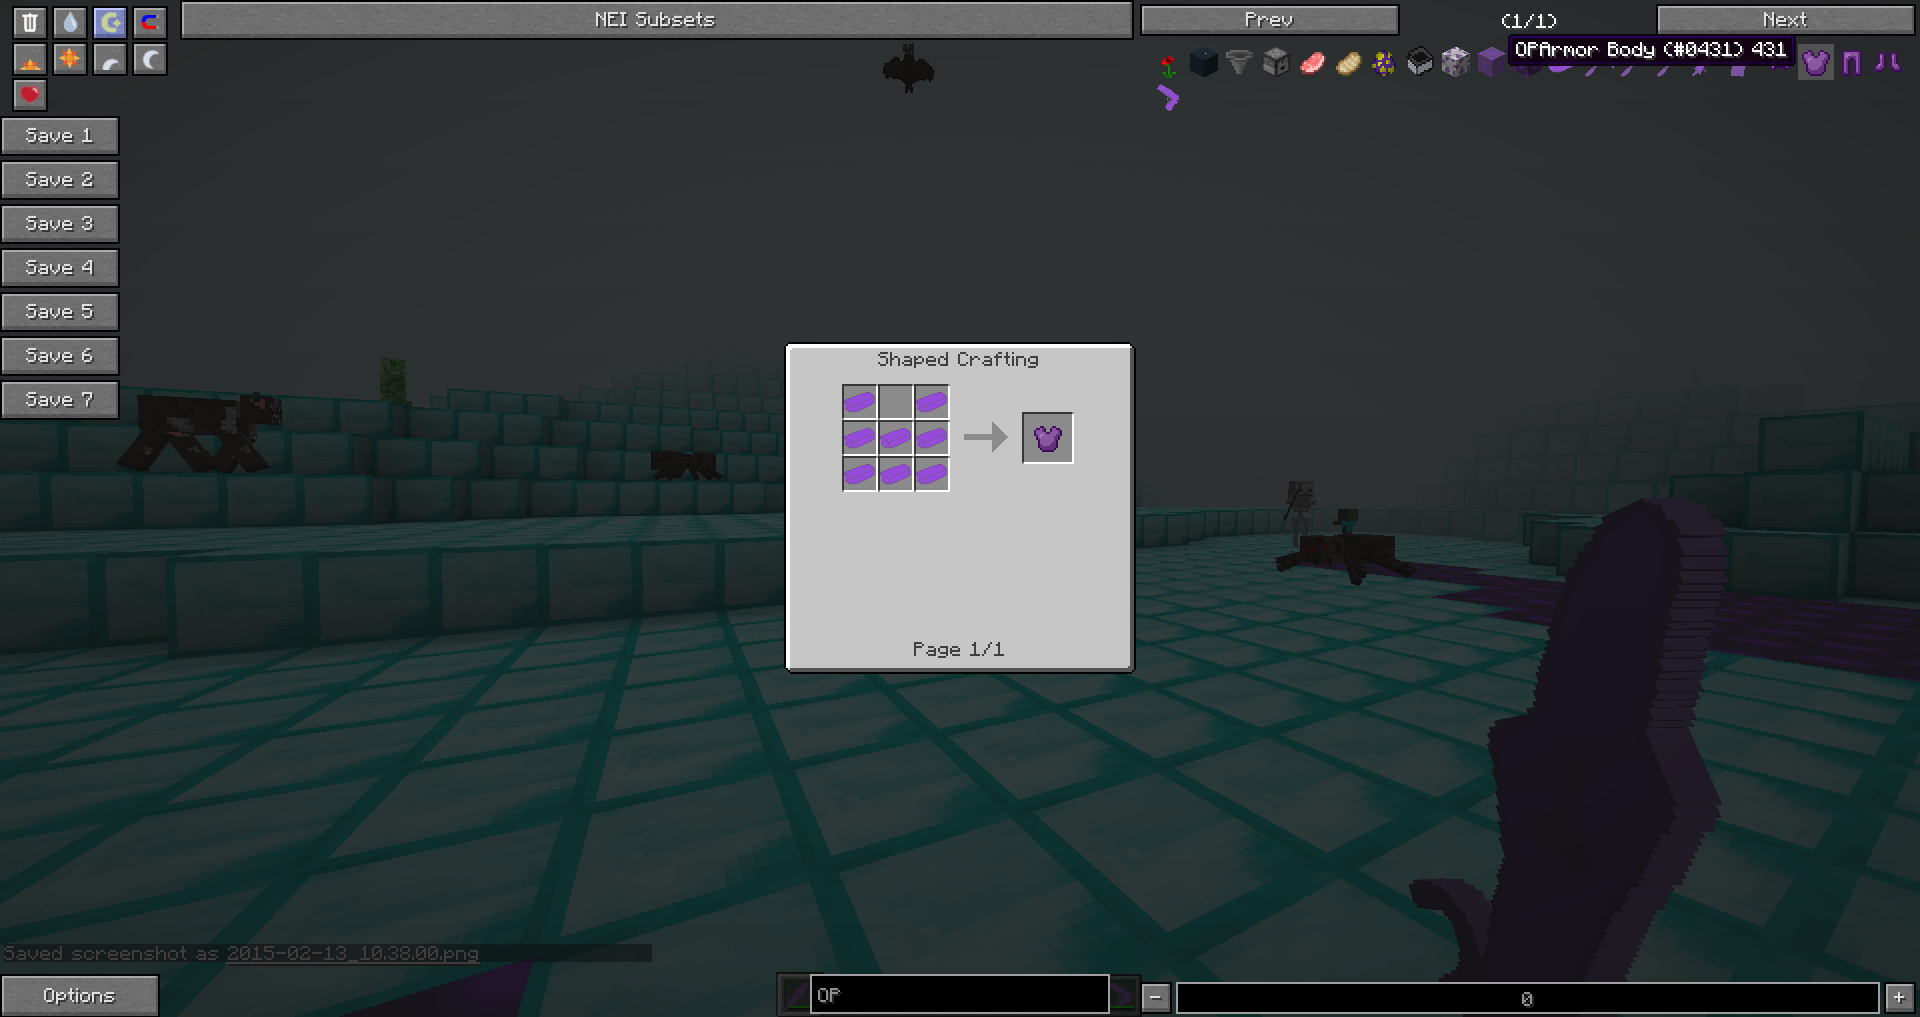 NEI Subsets
Prev
(1/1)
Next
OPArmor Body (#0431) 431
Save 1
Save 2
Save 3
Save 4
Save 5
Save 6
Save 7
Shaped Crafting
Page 1/1
Saved screenshot as 2015-02-13_10.38.00.png
Options
OP
-
0
+